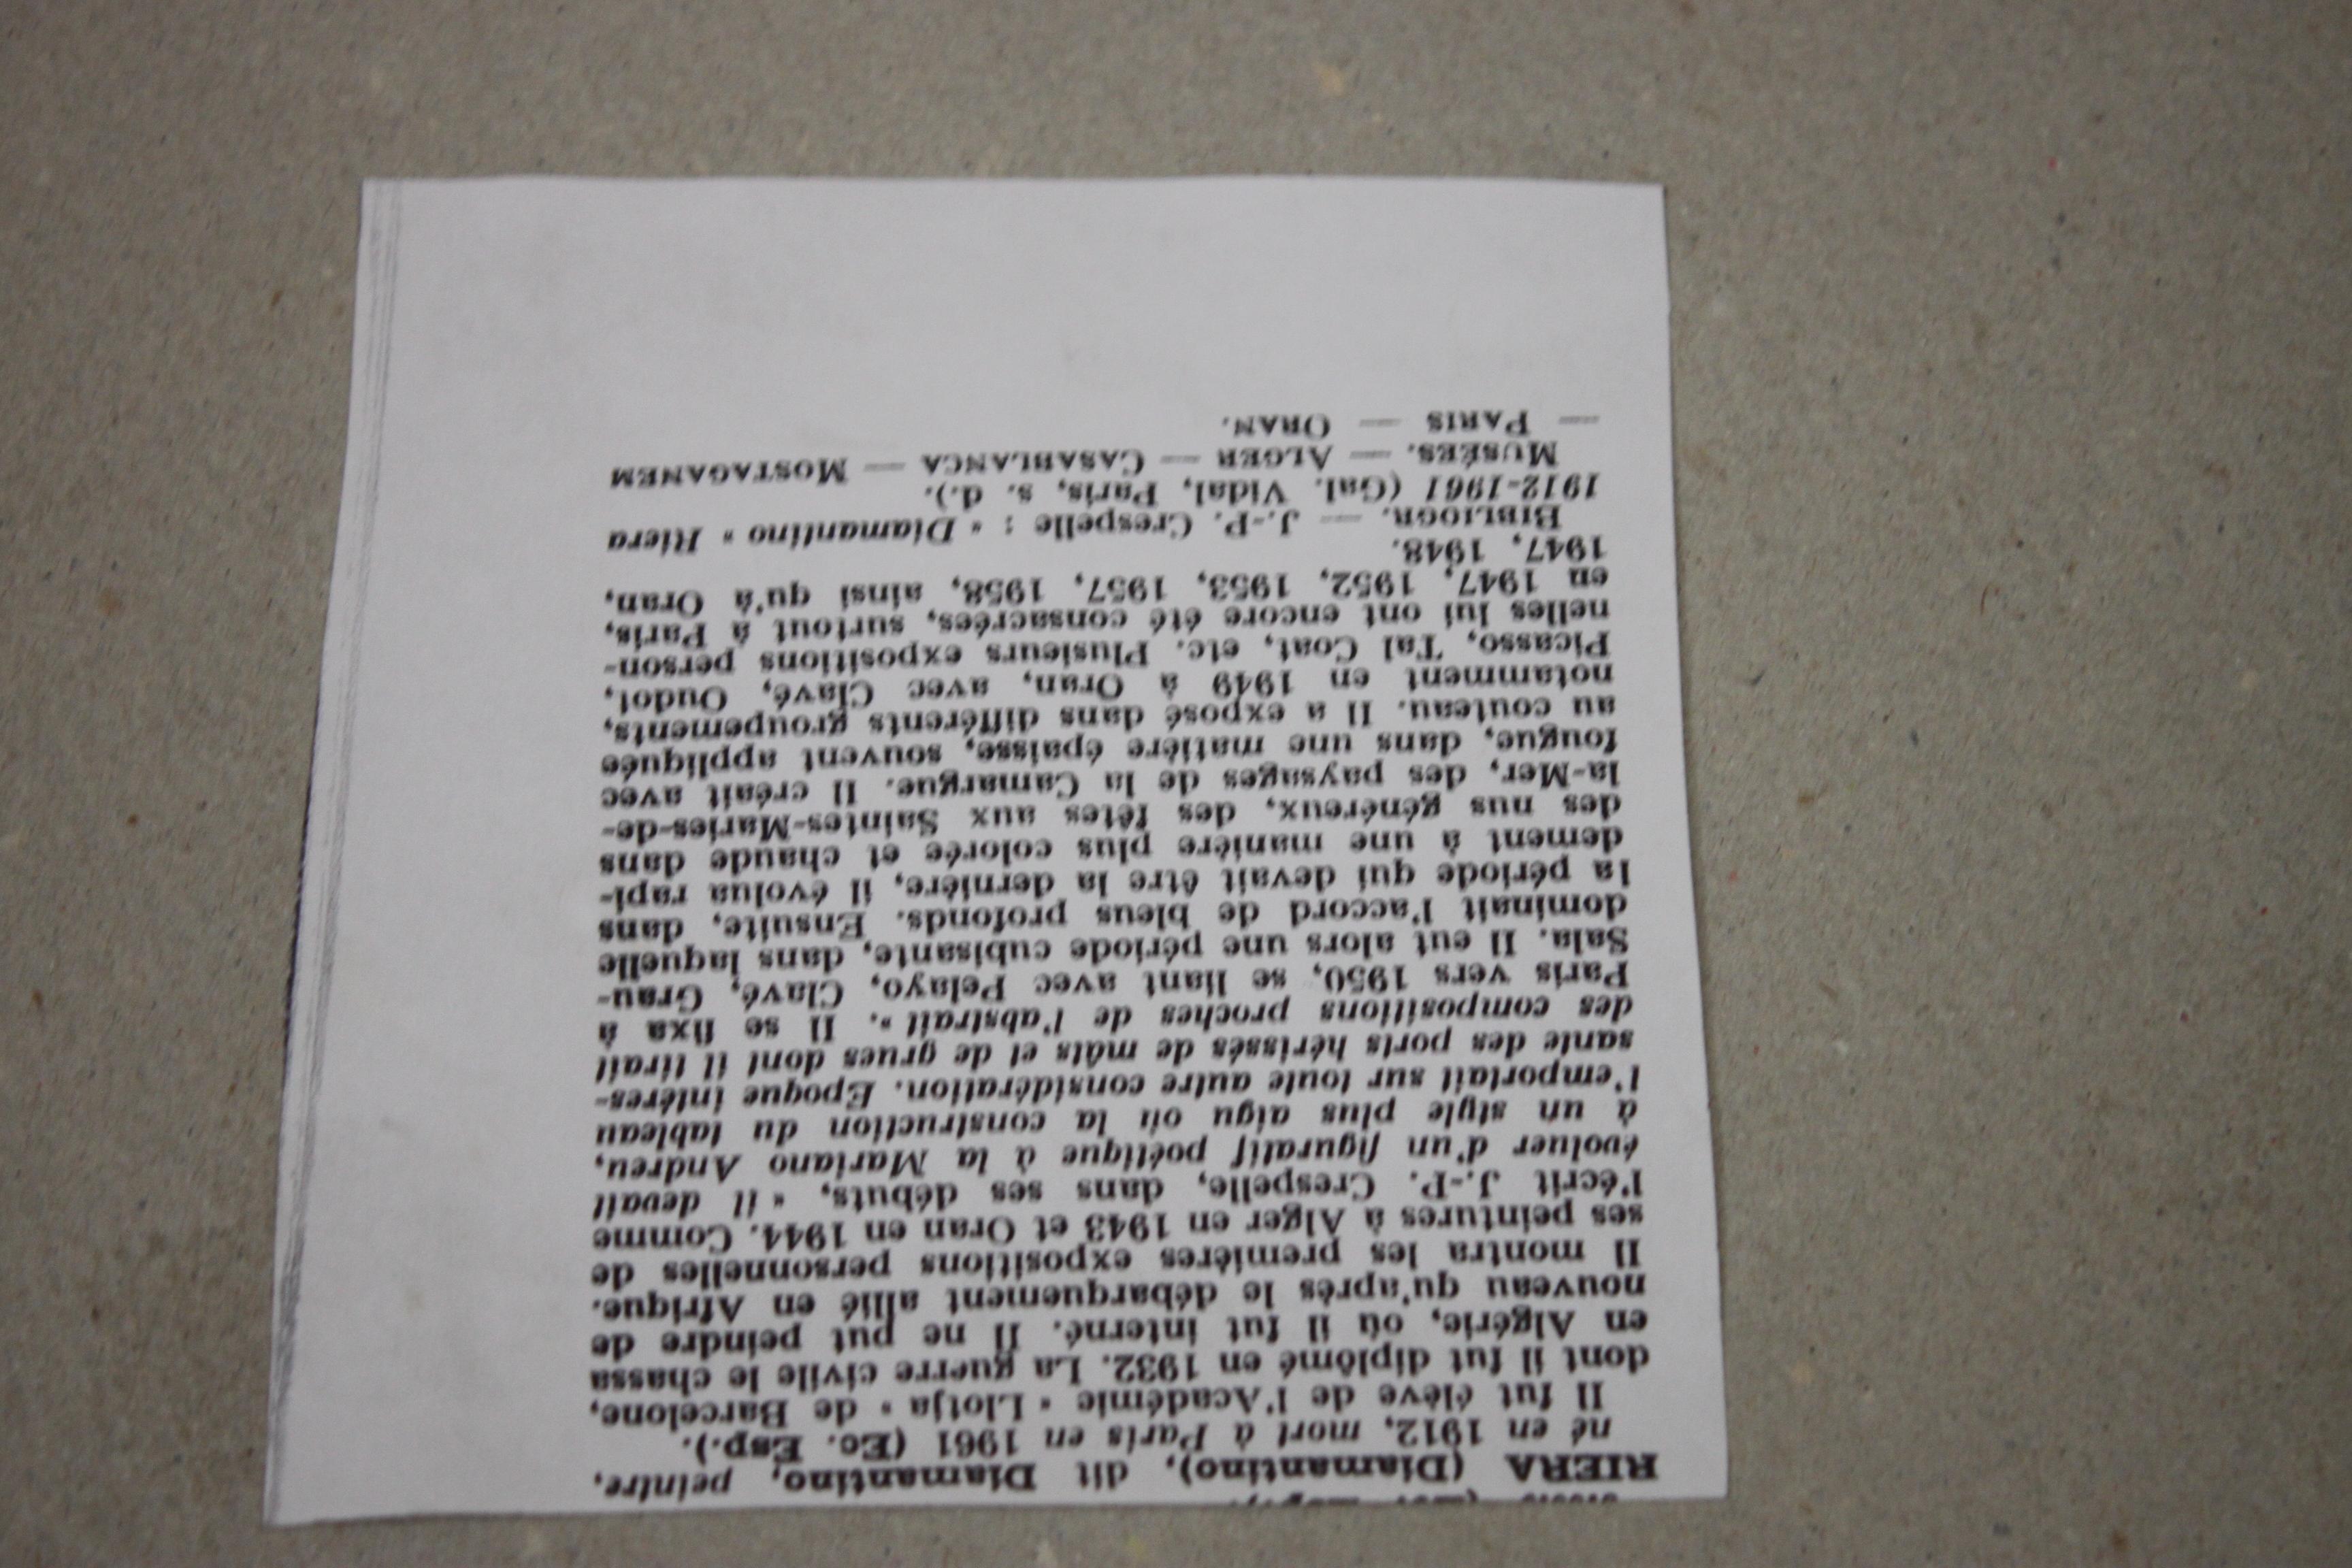 RIERA (Diamantino), dit Diamantino, peintre,
né en 1912, mort à Paris en 1961 (Ec. Esp.).
Il fut élève de l'Académie « Llotja » de Barcelone,
dont il fut diplômé en 1932. La guerre civile le chassa
en Algérie, où il fut interné. Il ne put peindre de
nouveau qu'après le débarquement allié en Afrique.
Il montra les premières expositions personnelles de
ses peintures à Alger en 1943 et Oran en 1944. Comme
l'écrit J.-P. Crespelle, dans ses débuts, « il devait
évoluer d'un figuratif poétique à la Mariano Andreu,
à un style plus aigu où la construction du tableau
l'emportait sur toute autre considération. Epoque intéres-
sante des ports hérissés de mâts et de grues dont il tirait
des compositions proches de l'abstrait ». Il se fixa à
Paris vers 1950, se liant avec Pelayo, Clavé, Grau-
Sala. Il eut alors une période cubisante, dans laquelle
dominait l'accord de bleus profonds. Ensuite, dans
la période qui devait être la dernière, il évolua rapi-
dement à une manière plus colorée et chaude dans
des nus généreux, des fêtes aux Saintes-Maries-de-
la-Mer, des paysages de la Camargue. Il créait avec
fougue, dans une matière épaisse, souvent appliquée
au couteau. Il a exposé dans différents groupements,
notamment en 1949 à Oran, avec Clavé, Oudot,
Picasso, Tal Coat, etc. Plusieurs expositions person-
nelles lui ont encore été consacrées, surtout à Paris,
en 1947, 1952, 1953, 1957, 1958, ainsi qu'à Oran,
1947, 1948.
BIBLIOGR. — J.-P. Crespelle : « Diamantino » Riera
1912-1961 (Gal. Vidal, Paris, s. d.).
MUSÉES. — ALGER — CASABLANCA — MOSTAGANEM
— PARIS — ORAN.